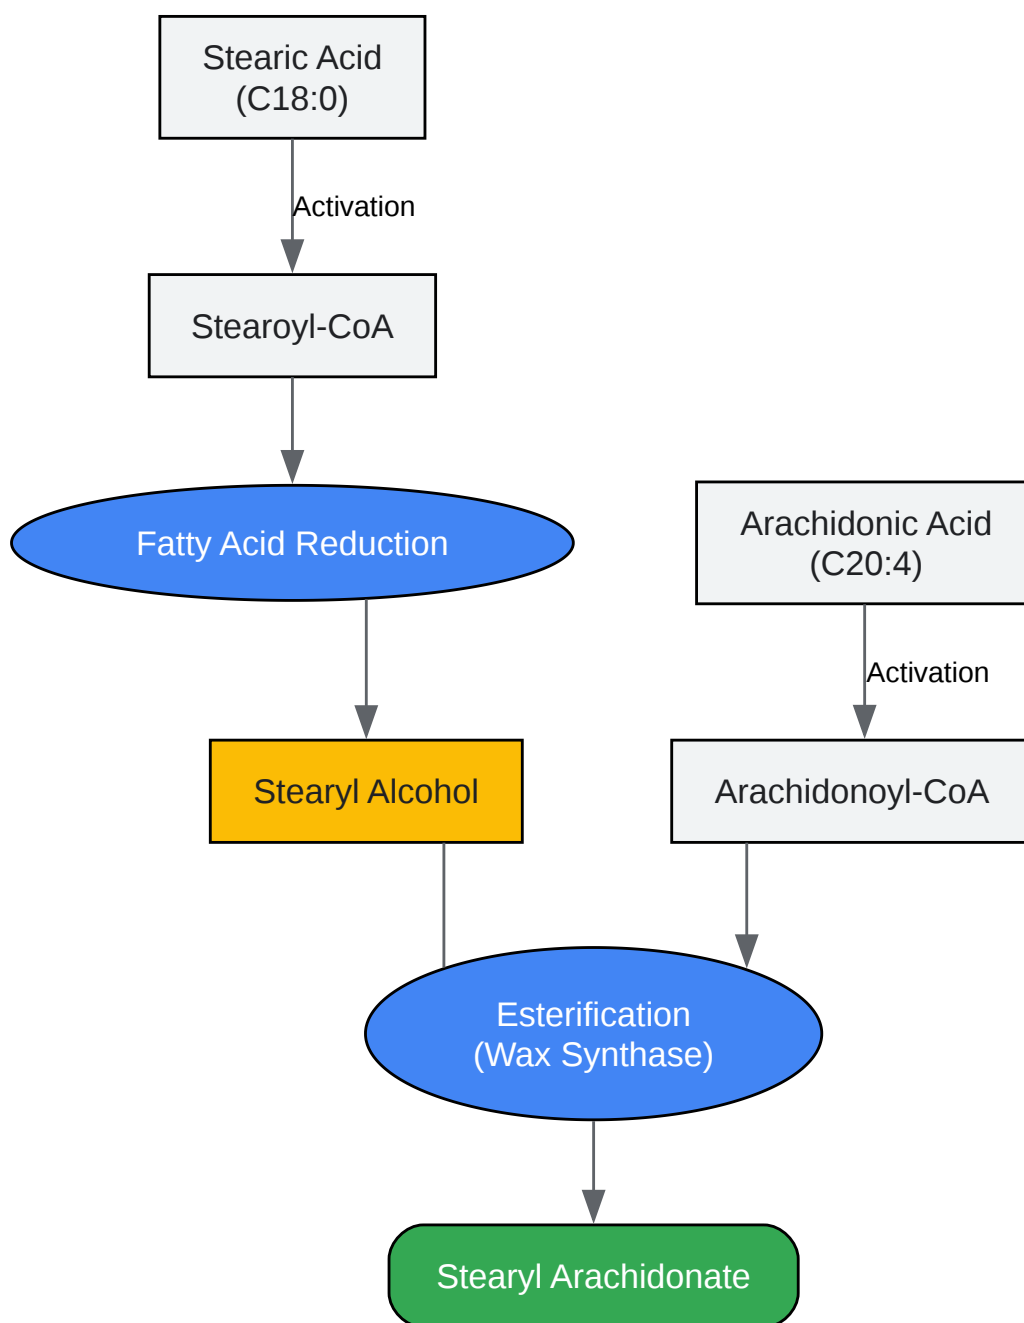 Stearic Acid
(C18:0)
Activation
Stearoyl-CoA
Fatty Acid Reduction
Arachidonic Acid
(C20:4)
Activation
Stearyl Alcohol
Arachidonoyl-CoA
Esterification
(Wax Synthase)
Stearyl Arachidonate